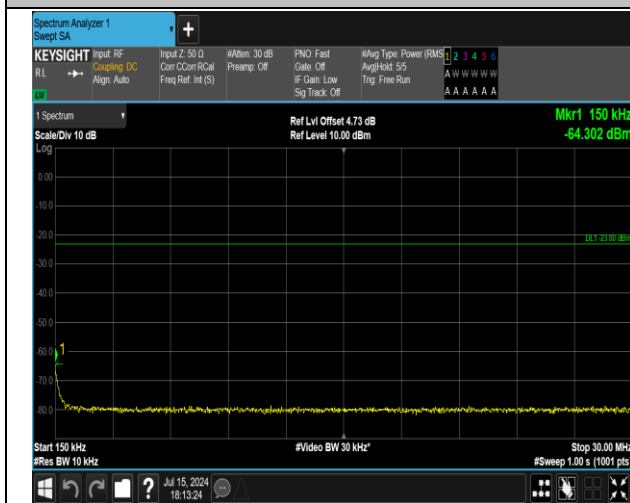 Spectrum Analyzer 1
Swept SA
+
KEYSIGHT
RL
Input: RF
Coupling: DC
Align: Auto
Input Z: 50 Ω
Corr CCorr RCal
Freq Ref: Int (S)
#Atten: 30 dB
Preamp: Off
PNO: Fast
Gate: Off
IF Gain: Low
Sig Track: Off
#Avg Type: Power (RMS
Avg|Hold: 5/5
Trig: Free Run
1 2 3 4 5 6
A W W W W W
A A A A A A
1 Spectrum
Scale/Div 10 dB
Ref Lvl Offset 4.73 dB
Ref Level 10.00 dBm
Mkr1 150 kHz
-64.302 dBm
Log
0.00
-10.0
-20.0
DL1 -23.00 dBm
-30.0
-40.0
-50.0
-60.0
1
-70.0
-80.0
Start 150 kHz
#Video BW 30 kHz*
Stop 30.00 MHz
#Res BW 10 kHz
#Sweep 1.00 s (1001 pts
?
Jul 15, 2024
18:13:24